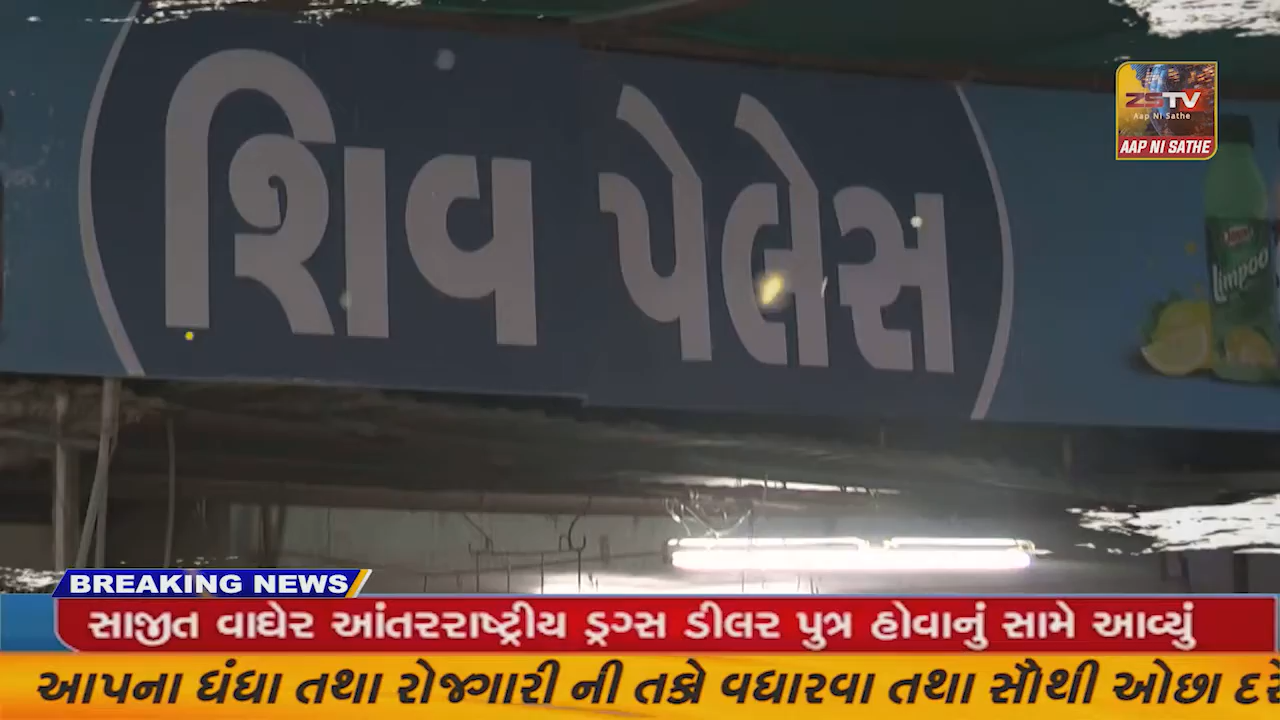 શિવ પેલેસ
ZSTV
Aap Ni Sathe
AAP NI SATHE
Limpoo
BREAKING NEWS
સાજીત વાઘેર આંતરરાષ્ટ્રીય ડ્રગ્સ ડીલર પુત્ર હોવાનું સામે આવ્યું
આપના ધંધા તથા રોજગારી ની તકો વધારવા તથા સૌથી ઓછા